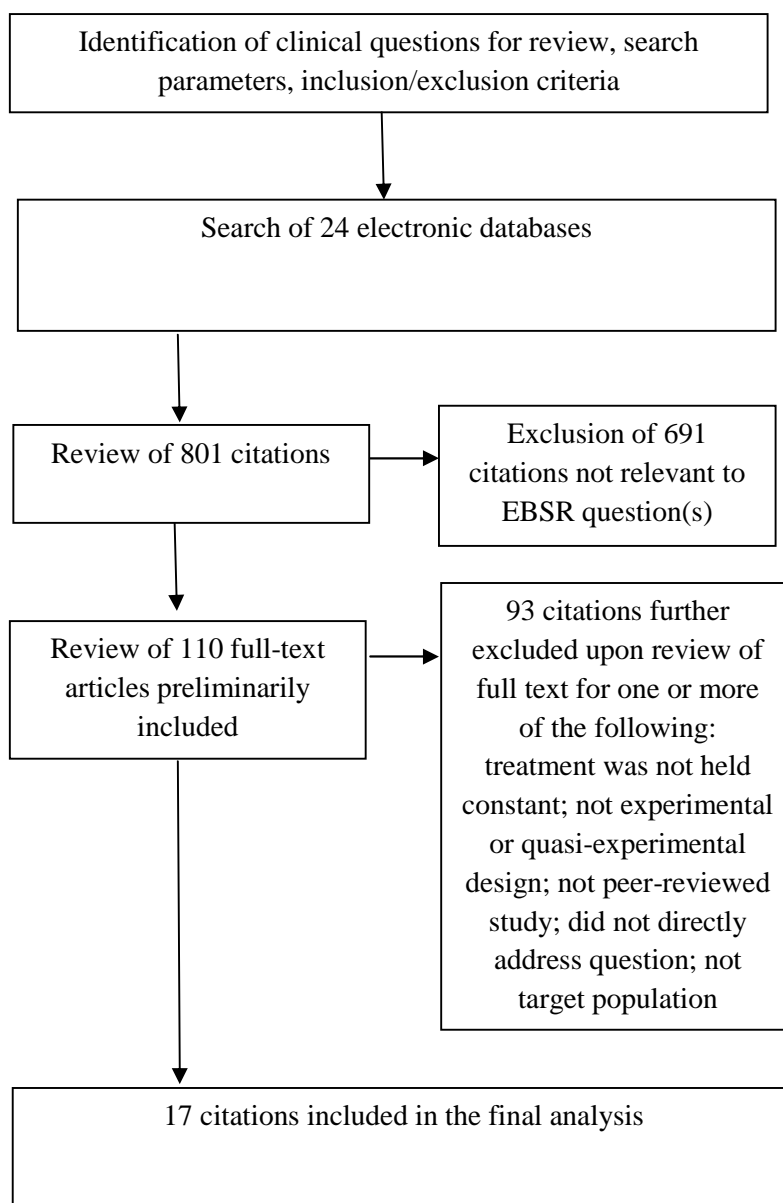 Identification of clinical questions for review, search
parameters, inclusion/exclusion criteria
Search of 24 electronic databases
Review of 801 citations
Exclusion of 691
citations not relevant to
EBSR question(s)
Review of 110 full-text
articles preliminarily
included
93 citations further
excluded upon review of
full text for one or more
of the following:
treatment was not held
constant; not experimental
or quasi-experimental
design; not peer-reviewed
study; did not directly
address question; not
target population
17 citations included in the final analysis